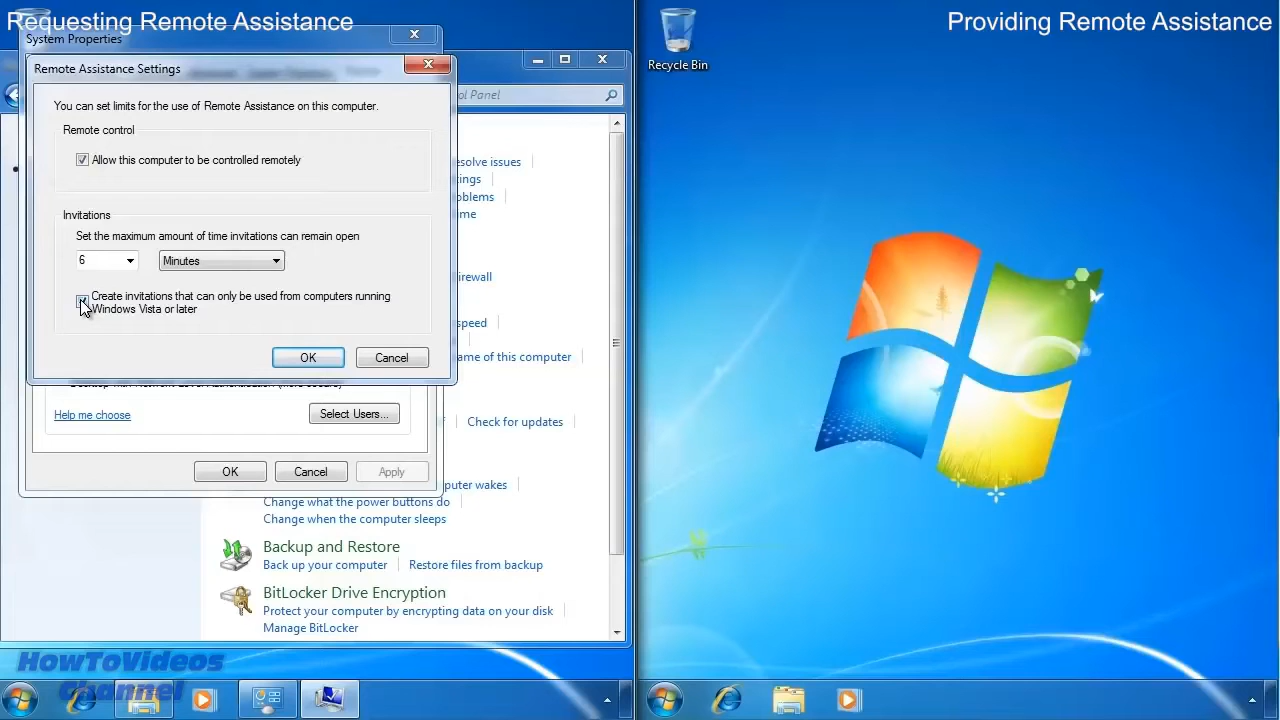 Requesting Remote Assistance
Providing Remote Assistance
System Properties
Recycle Bin
Remote Assistance Settings
You can set limits for the use of Remote Assistance on this computer.
ol Panel
Remote control
Allow this computer to be controlled remotely
esolve issues
tings
oblems
me
Invitations
Set the maximum amount of time invitations can remain open
6
Minutes
irewall
Create invitations that can only be used from computers running
Windows Vista or later
speed
OK
Cancel
ame of this computer
Help me choose
Select Users...
Check for updates
OK
Cancel
Apply
puter wakes
Change what the power buttons do
Change when the computer sleeps
Backup and Restore
Back up your computer
Restore files from backup
BitLocker Drive Encryption
Protect your computer by encrypting data on your disk
Manage BitLocker
HowToVideos
Channel